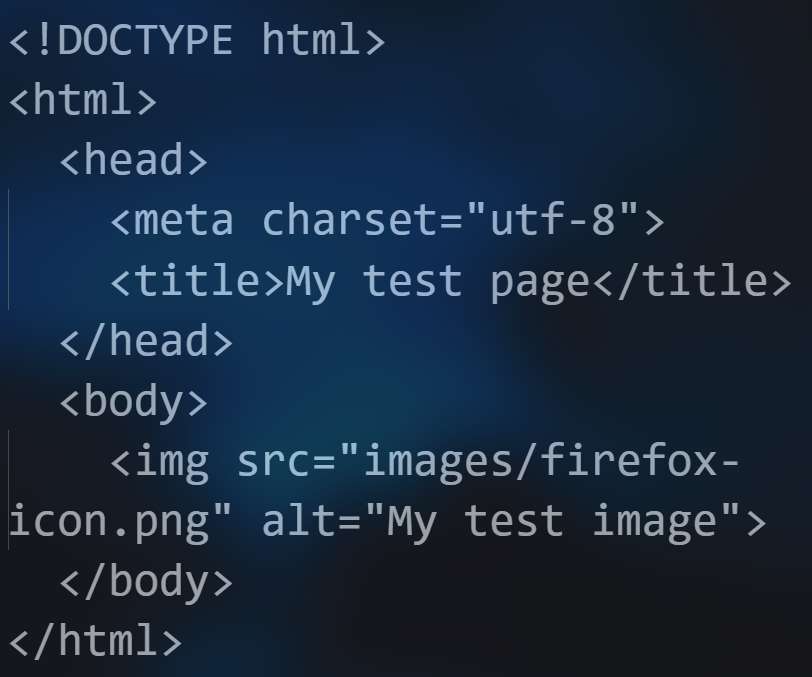 <!DOCTYPE html>
<html>
  <head>
    <meta charset="utf-8">
    <title>My test page</title>
  </head>
  <body>
    <img src="images/firefox-
icon.png" alt="My test image">
  </body>
</html>